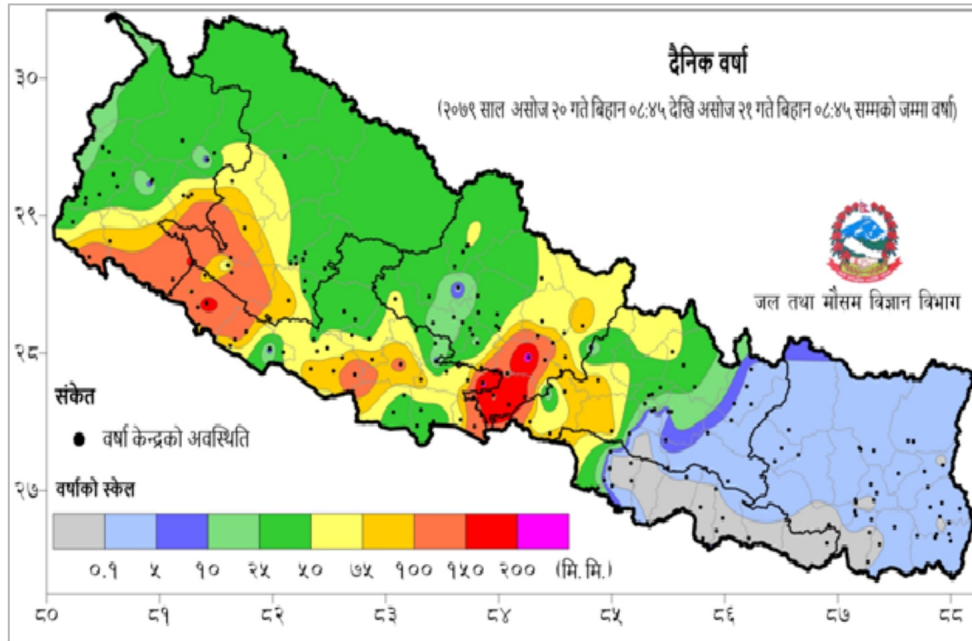 दैनिक वर्षा
(२०७९ साल असोज २० गते बिहान ०८:४५ देखि असोज २१ गते बिहान ०८:४५ सम्मको जम्मा वर्षा)
३०
२९
२८
२७
जल तथा मौसम बिज्ञान बिभाग
संकेत
वर्षा केन्द्रको अवस्थिति
वर्षाको स्केल
०.१ ५ १० २५ ५० ७५ १०० १५० २०० (मि.मि.)
८० ८१ ८२ ८३ ८४ ८५ ८६ ८७ ८८